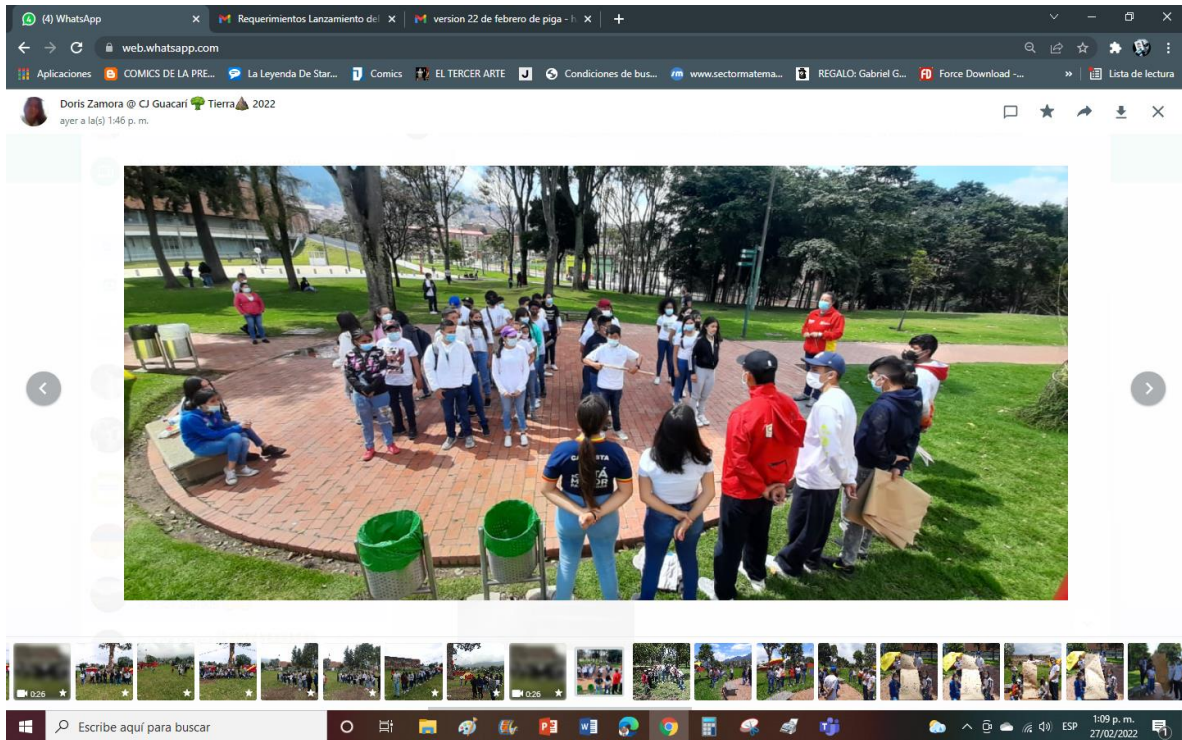 (4) WhatsApp
Requerimientos Lanzamiento del
version 22 de febrero de piga - h
web.whatsapp.com
Aplicaciones
COMICS DE LA PRE...
La Leyenda De Star...
Comics
EL TERCER ARTE
Condiciones de bus...
www.sectormatema...
REGALO: Gabriel G...
Force Download -...
»
Lista de lectura
Doris Zamora @ CJ Guacarí 🌳 Tierra⛰ 2022
ayer a la(s) 1:46 p. m.
0:26
0:26
Escribe aquí para buscar
ESP
1:09 p. m.
27/02/2022